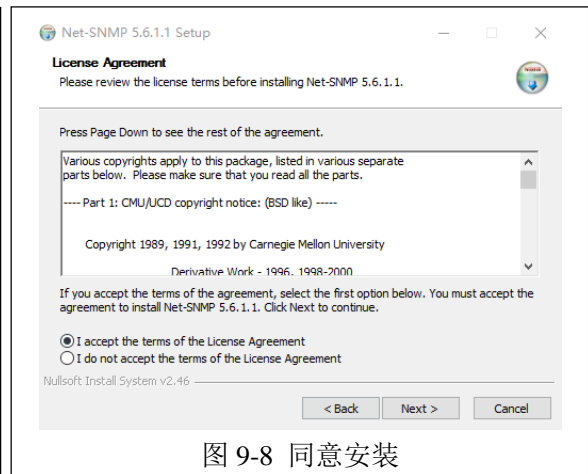 Net-SNMP 5.6.1.1 Setup
License Agreement
Please review the license terms before installing Net-SNMP 5.6.1.1.
Press Page Down to see the rest of the agreement.
Various copyrights apply to this package, listed in various separate
parts below.  Please make sure that you read all the parts.
---- Part 1: CMU/UCD copyright notice: (BSD like) -----
Copyright 1989, 1991, 1992 by Carnegie Mellon University
Derivative Work - 1996, 1998-2000
If you accept the terms of the agreement, select the first option below. You must accept the
agreement to install Net-SNMP 5.6.1.1. Click Next to continue.
I accept the terms of the License Agreement
I do not accept the terms of the License Agreement
Nullsoft Install System v2.46
< Back Next > Cancel
图 9-8 同意安装